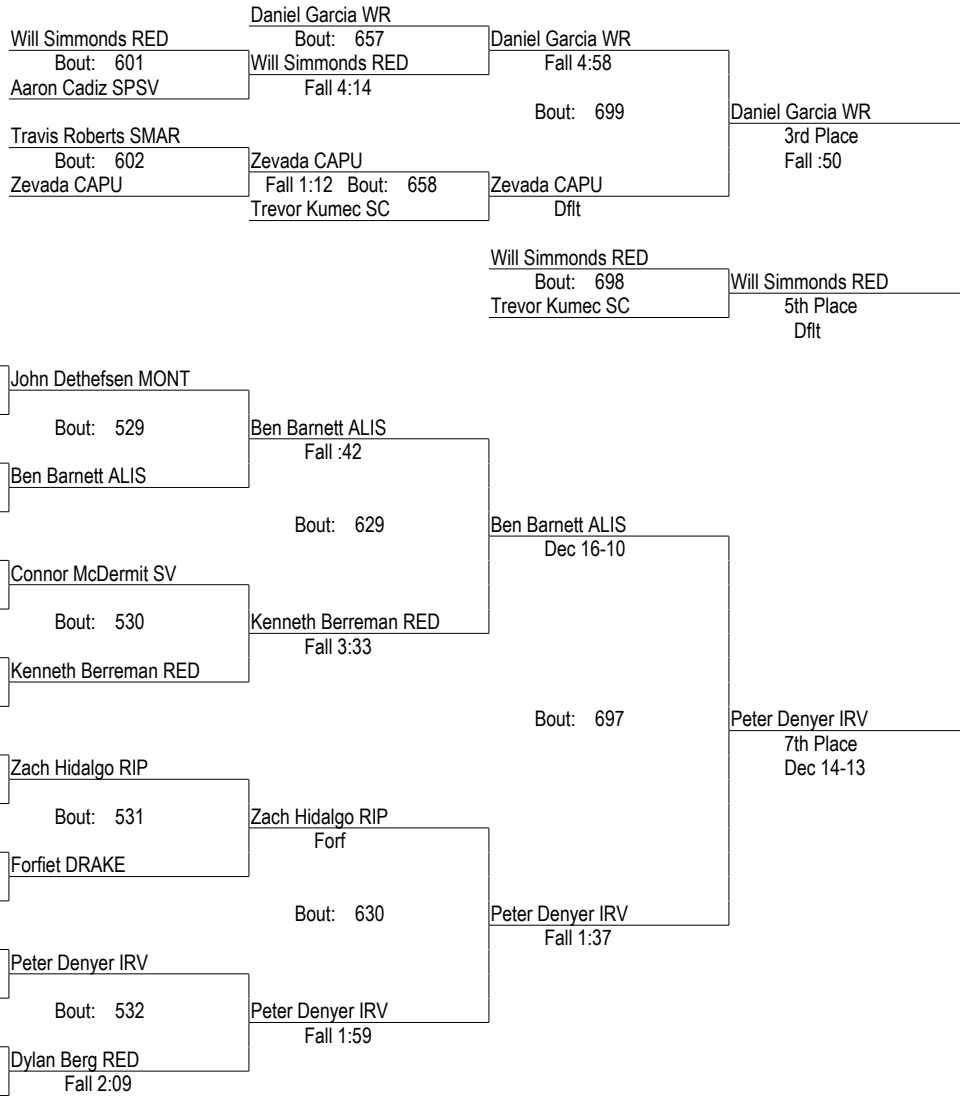 Daniel Garcia WR
Will Simmonds RED
Bout: 657
Daniel Garcia WR
Bout: 601
Will Simmonds RED
Fall 4:58
Aaron Cadiz SPSV
Fall 4:14
Bout: 699
Daniel Garcia WR
Travis Roberts SMAR
3rd Place
Bout: 602
Zevada CAPU
Fall :50
Zevada CAPU
Fall 1:12 Bout: 658
Zevada CAPU
Trevor Kumec SC
Dflt
Will Simmonds RED
Bout: 698
Will Simmonds RED
Trevor Kumec SC
5th Place
Dflt
John Dethefsen MONT
Bout: 529
Ben Barnett ALIS
Fall :42
Ben Barnett ALIS
Bout: 629
Ben Barnett ALIS
Dec 16-10
Connor McDermit SV
Bout: 530
Kenneth Berreman RED
Fall 3:33
Kenneth Berreman RED
Bout: 697
Peter Denyer IRV
7th Place
Dec 14-13
Zach Hidalgo RIP
Bout: 531
Zach Hidalgo RIP
Forf
Forfiet DRAKE
Bout: 630
Peter Denyer IRV
Fall 1:37
Peter Denyer IRV
Bout: 532
Peter Denyer IRV
Fall 1:59
Dylan Berg RED
Fall 2:09